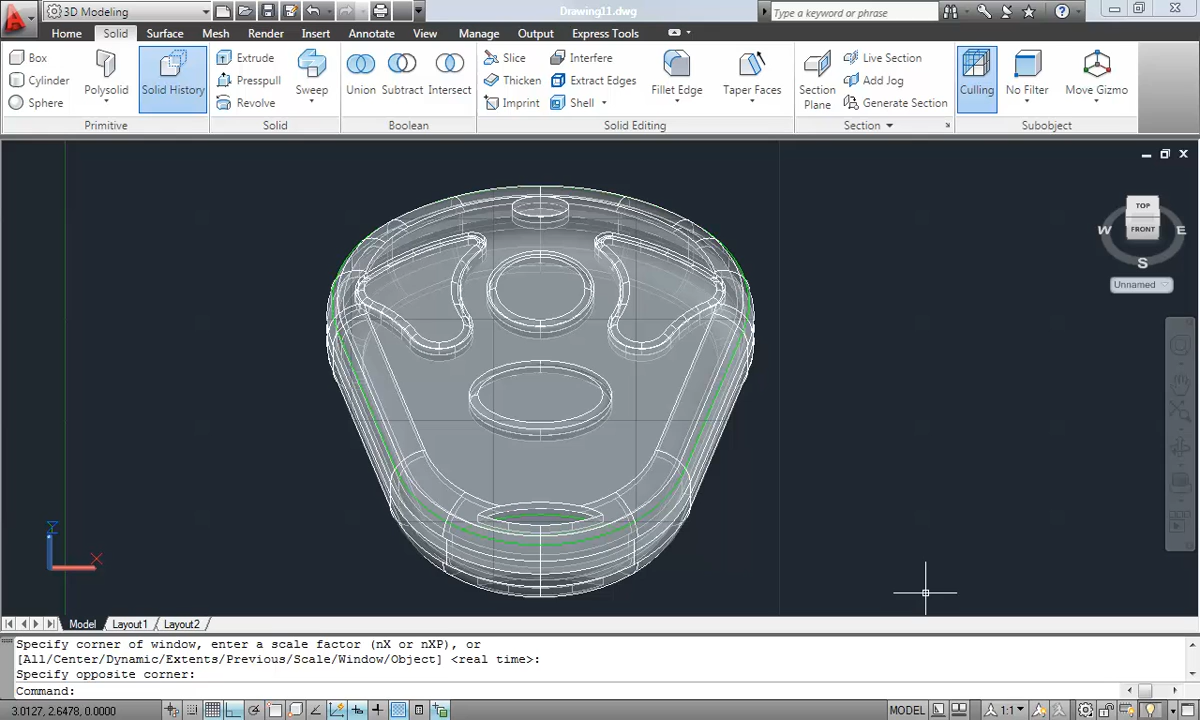 3D Modeling
Drawing11.dwg
Type a keyword or phrase
Home Solid Surface Mesh Render Insert Annotate View Manage Output Express Tools
Box
Cylinder
Sphere
Polysolid
Solid History
Primitive
Extrude
Presspull
Revolve
Sweep
Solid
Union Subtract Intersect
Boolean
Slice
Thicken
Imprint
Interfere
Extract Edges
Shell
Fillet Edge
Taper Faces
Solid Editing
Section
Plane
Live Section
Add Jog
Generate Section
Section
Culling
No Filter
Move Gizmo
Subobject
TOP
FRONT
W
E
S
Unnamed
Y
X
Model Layout1 Layout2
Specify corner of window, enter a scale factor (nX or nXP), or
[All/Center/Dynamic/Extents/Previous/Scale/Window/Object] <real time>:
Specify opposite corner:
Command:
3.0127, 2.6478, 0.0000
MODEL
1:1